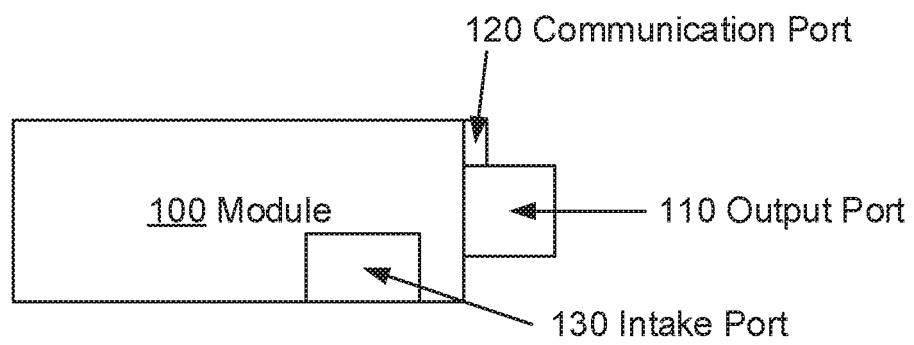 120 Communication Port
100 Module
110 Output Port
130 Intake Port